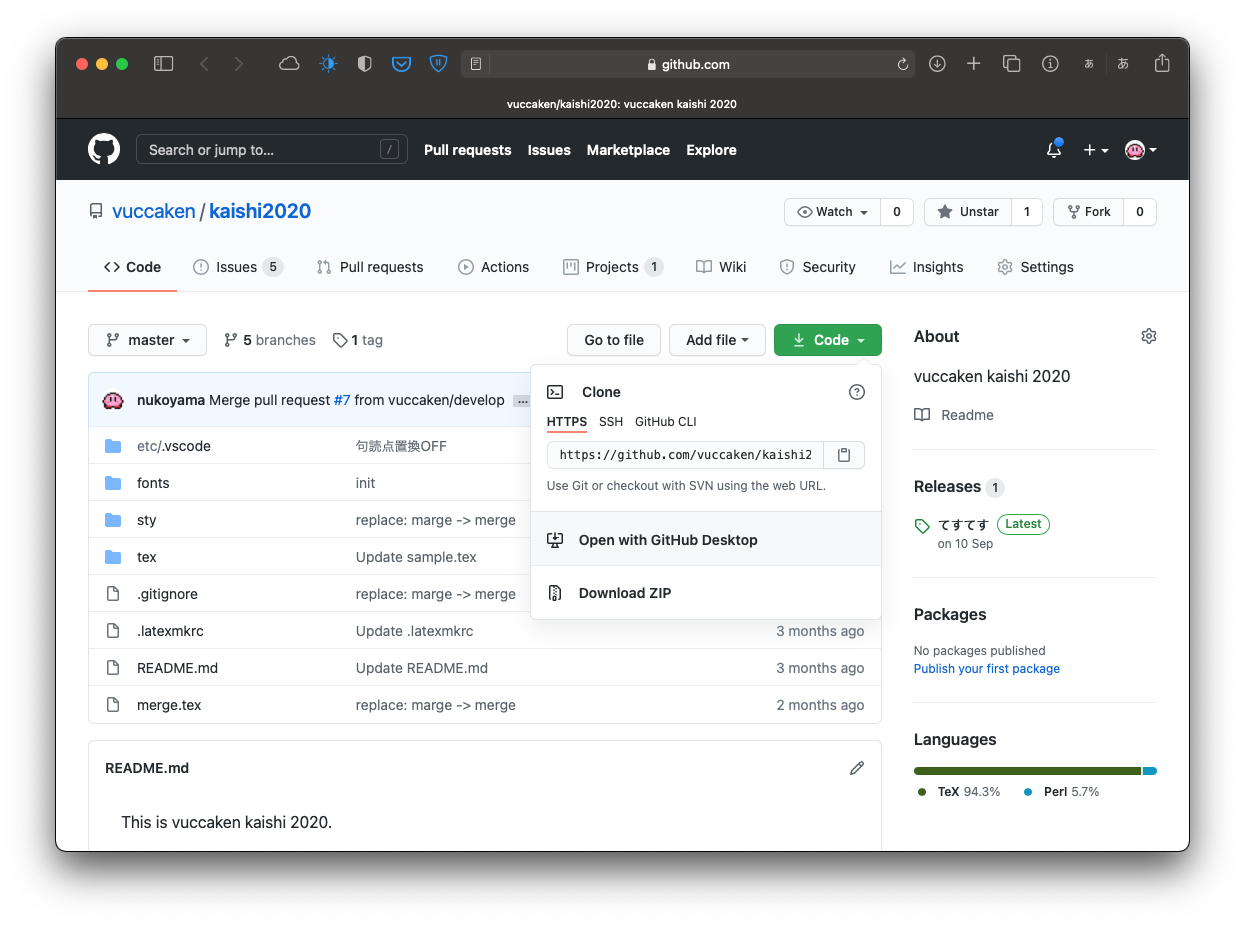 github.com
あ
あ
vuccaken/kaishi2020: vuccaken kaishi 2020
Search or jump to...
/
Pull requests
Issues
Marketplace
Explore
vuccaken / kaishi2020
Watch 0
Unstar 1
Fork 0
Code
Issues 5
Pull requests
Actions
Projects 1
Wiki
Security
Insights
Settings
master
5 branches
1 tag
Go to file
Add file
Code
nukoyama Merge pull request #7 from vuccaken/develop ...
etc/.vscode 句読点置換OFF
fonts init
sty replace: marge -> merge
tex Update sample.tex
.gitignore replace: marge -> merge
.latexmkrc Update .latexmkrc 3 months ago
README.md Update README.md 3 months ago
merge.tex replace: marge -> merge 2 months ago
Clone
HTTPS SSH GitHub CLI
https://github.com/vuccaken/kaishi2
Use Git or checkout with SVN using the web URL.
Open with GitHub Desktop
Download ZIP
README.md
This is vuccaken kaishi 2020.
About
vuccaken kaishi 2020
Readme
Releases 1
てすてす Latest
on 10 Sep
Packages
No packages published
Publish your first package
Languages
TeX 94.3% Perl 5.7%